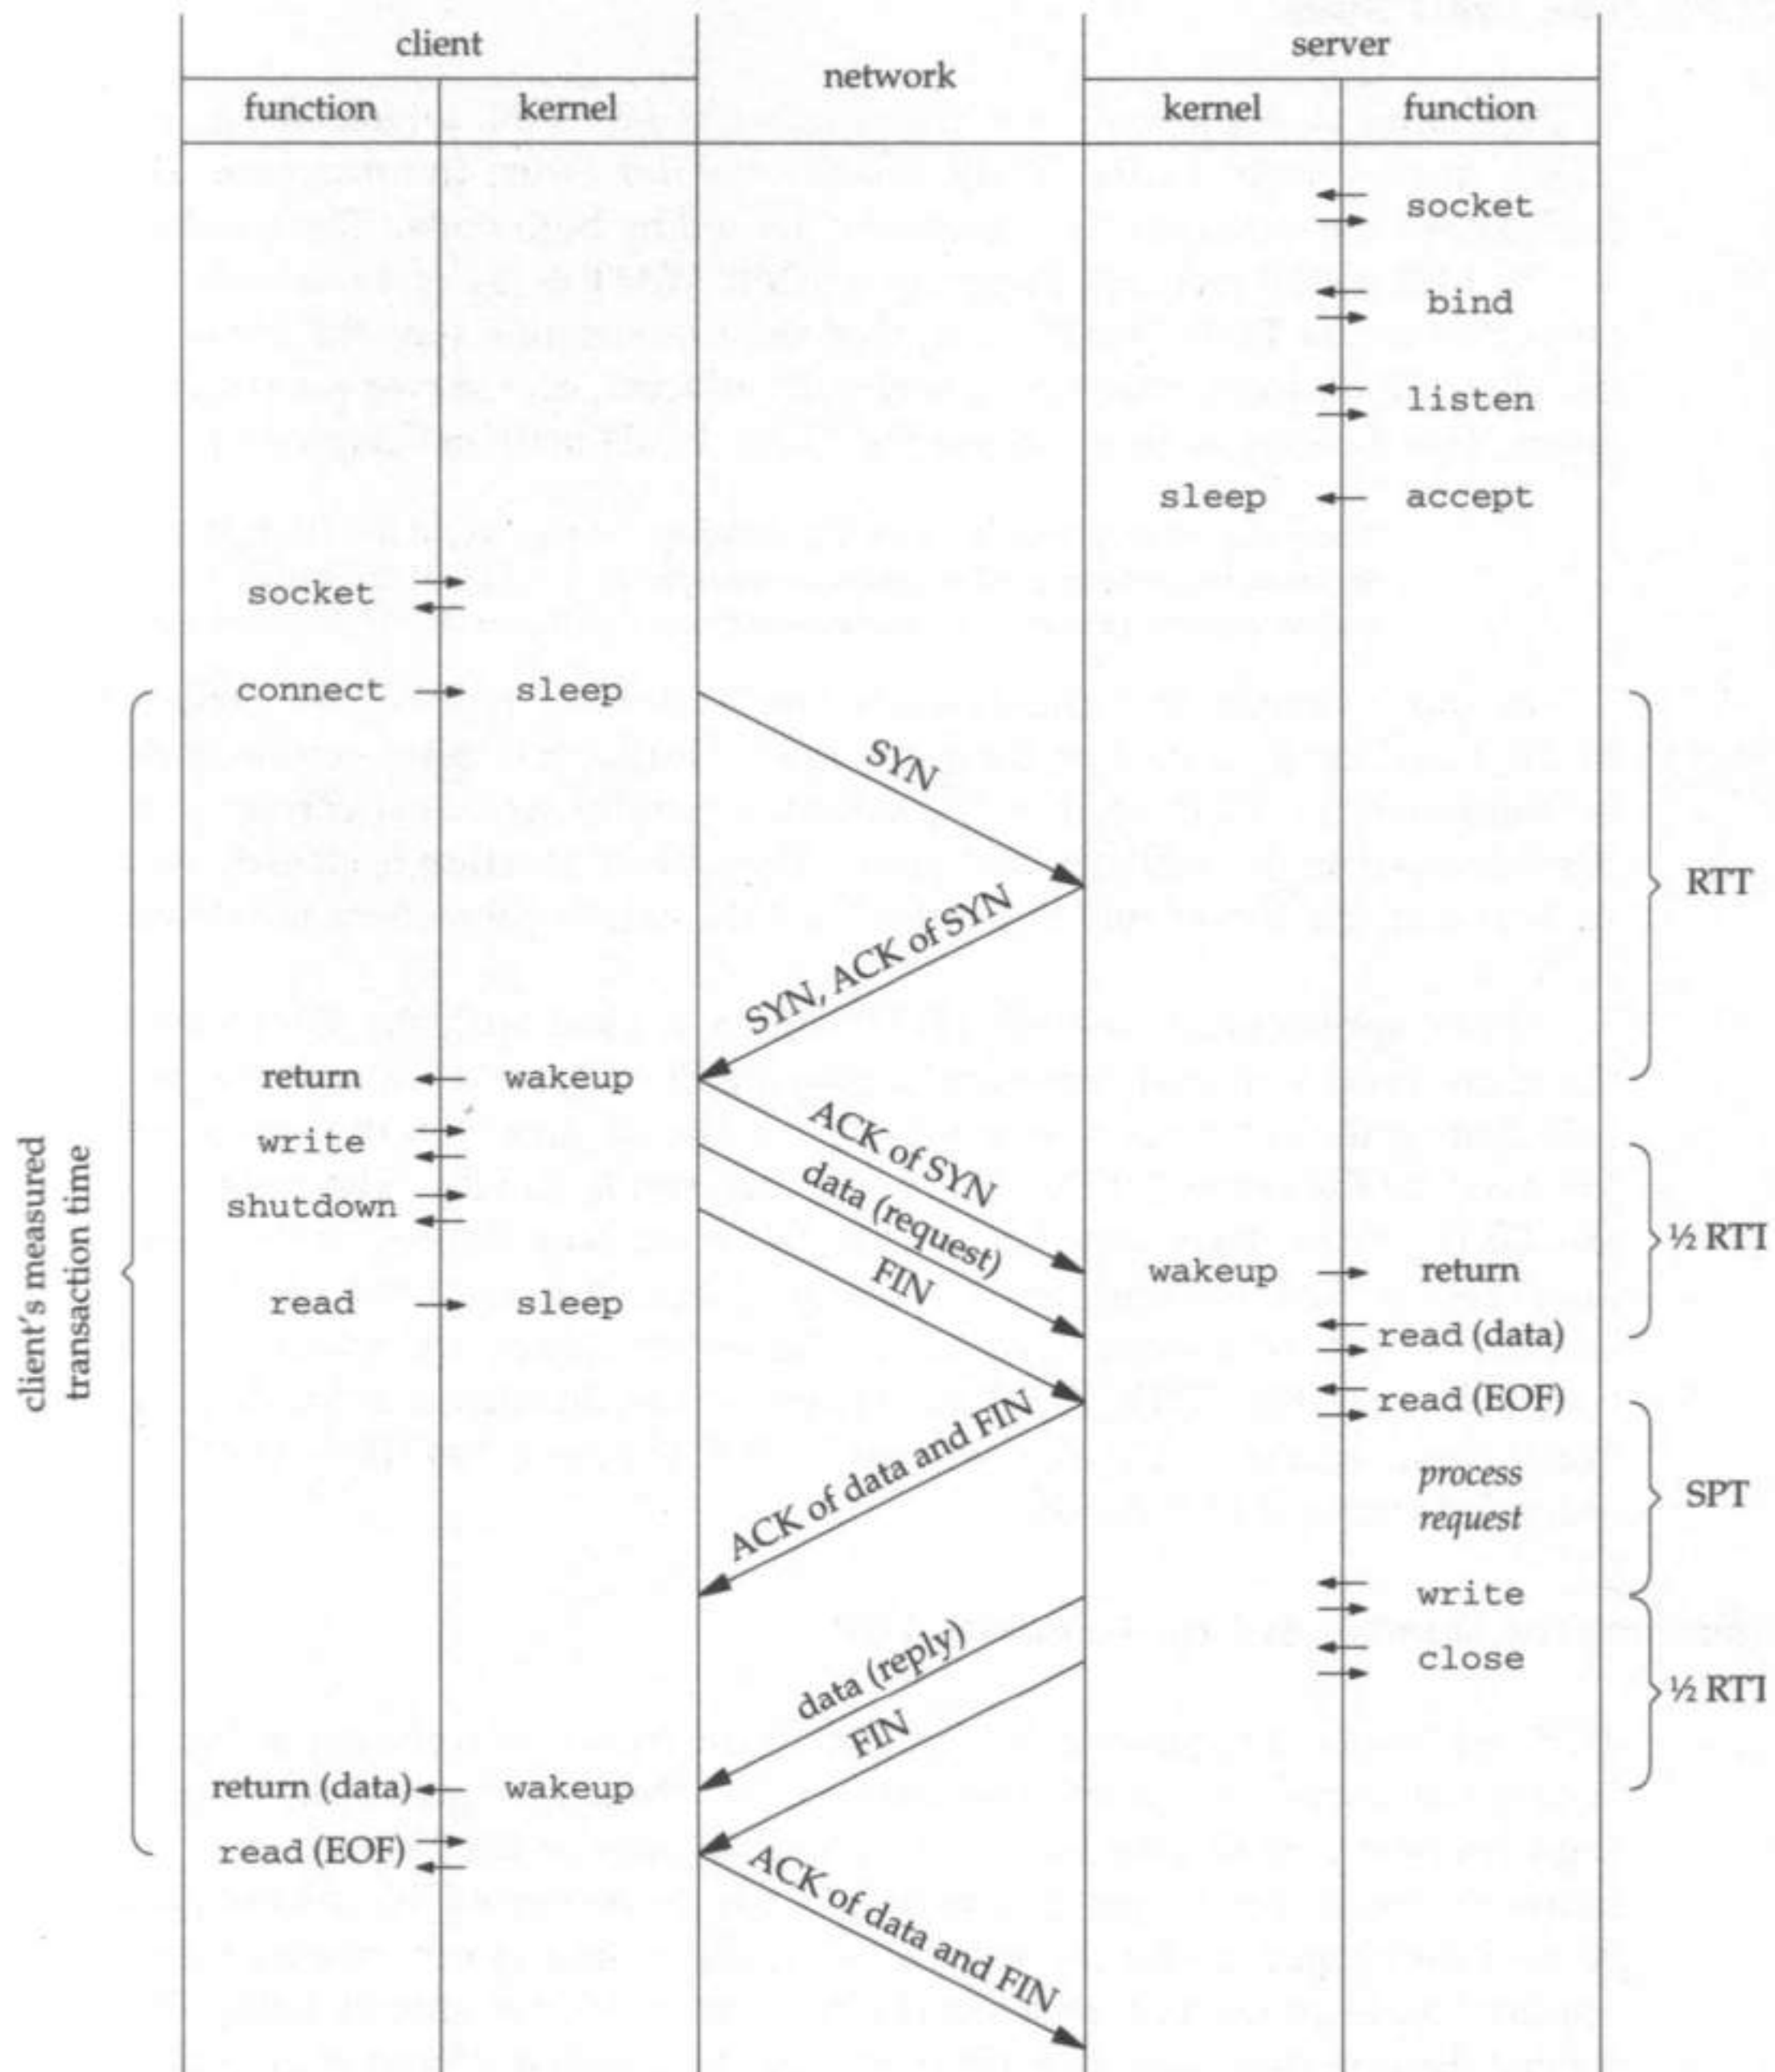 client
server
network
function
kernel
kernel
function
socket
bind
listen
sleep
accept
socket
connect
sleep
SYN
RTT
SYN, ACK of SYN
return
wakeup
write
ACK of SYN
client's measured
transaction time
shutdown
data (request)
½ RTT
FIN
wakeup
return
read
sleep
read (data)
read (EOF)
ACK of data and FIN
process
request
SPT
write
data (reply)
close
½ RTT
FIN
return (data)
wakeup
read (EOF)
ACK of data and FIN